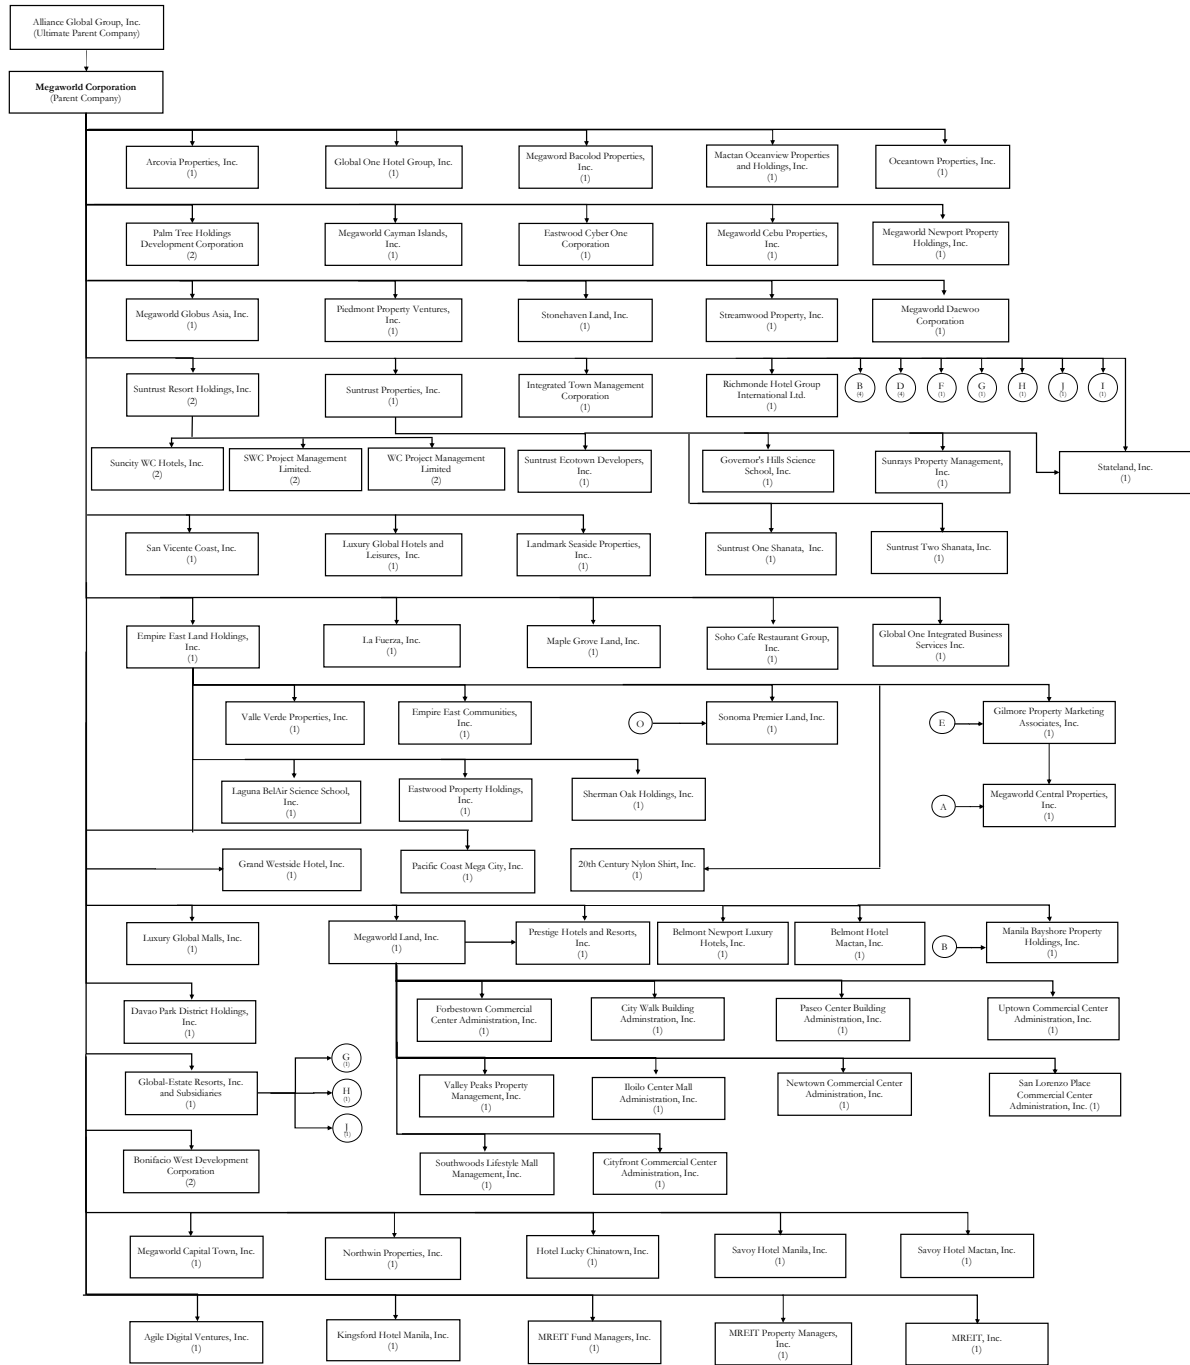 Alliance Global Group, Inc.
(Ultimate Parent Company)
Megaworld Corporation
(Parent Company)
Arcovia Properties, Inc.
(1)
Global One Hotel Group, Inc.
(1)
Megaword Bacolod Properties,
Inc.
(1)
Mactan Oceanview Properties
and Holdings, Inc.
(1)
Oceantown Properties, Inc.
(1)
Palm Tree Holdings
Development Corporation
(2)
Megaworld Cayman Islands,
Inc.
(1)
Eastwood Cyber One
Corporation
(1)
Megaworld Cebu Properties,
Inc.
(1)
Megaworld Newport Property
Holdings, Inc.
(1)
Megaworld Globus Asia, Inc.
(1)
Piedmont Property Ventures,
Inc.
(1)
Stonehaven Land, Inc.
(1)
Streamwood Property, Inc.
(1)
Megaworld Daewoo
Corporation
(1)
Suntrust Resort Holdings, Inc.
(2)
Suntrust Properties, Inc.
(1)
Integrated Town Management
Corporation
(1)
Richmonde Hotel Group
International Ltd.
(1)
B
(4)
D
(4)
F
(1)
G
(1)
H
(1)
J
(1)
I
(1)
Suncity WC Hotels, Inc.
(2)
SWC Project Management
Limited.
(2)
WC Project Management
Limited
(2)
Suntrust Ecotown Developers,
Inc.
(1)
Governor's Hills Science
School, Inc.
(1)
Sunrays Property Management,
Inc.
(1)
Stateland, Inc.
(1)
San Vicente Coast, Inc.
(1)
Luxury Global Hotels and
Leisures, Inc.
(1)
Landmark Seaside Properties,
Inc..
(1)
Suntrust One Shanata, Inc.
(1)
Suntrust Two Shanata, Inc.
(1)
Empire East Land Holdings,
Inc.
(1)
La Fuerza, Inc.
(1)
Maple Grove Land, Inc.
(1)
Soho Cafe Restaurant Group,
Inc.
(1)
Global One Integrated Business
Services Inc.
(1)
Valle Verde Properties, Inc.
(1)
Empire East Communities,
Inc.
(1)
O
Sonoma Premier Land, Inc.
(1)
E
Gilmore Property Marketing
Associates, Inc.
(1)
Laguna BelAir Science School,
Inc.
(1)
Eastwood Property Holdings,
Inc.
(1)
Sherman Oak Holdings, Inc.
(1)
A
Megaworld Central Properties,
Inc.
(1)
Grand Westside Hotel, Inc.
(1)
Pacific Coast Mega City, Inc.
(1)
20th Century Nylon Shirt, Inc.
(1)
Luxury Global Malls, Inc.
(1)
Megaworld Land, Inc.
(1)
Prestige Hotels and Resorts,
Inc.
(1)
Belmont Newport Luxury
Hotels, Inc.
(1)
Belmont Hotel
Mactan, Inc.
(1)
B
Manila Bayshore Property
Holdings, Inc.
(1)
Davao Park District Holdings,
Inc.
(1)
Forbestown Commercial
Center Administration, Inc.
(1)
City Walk Building
Adminstration, Inc.
(1)
Paseo Center Building
Administration, Inc.
(1)
Uptown Commercial Center
Administration, Inc.
(1)
Global-Estate Resorts, Inc.
and Subsidiaries
(1)
G
(1)
H
(1)
J
(1)
Valley Peaks Property
Management, Inc.
(1)
Iloilo Center Mall
Administration, Inc.
(1)
Newtown Commercial Center
Administration, Inc.
(1)
San Lorenzo Place
Commercial Center
Administration, Inc. (1)
Bonifacio West Development
Corporation
(2)
Southwoods Lifestyle Mall
Management, Inc.
(1)
Cityfront Commercial Center
Administration, Inc.
(1)
Megaworld Capital Town, Inc.
(1)
Northwin Properties, Inc.
(1)
Hotel Lucky Chinatown, Inc.
(1)
Savoy Hotel Manila, Inc.
(1)
Savoy Hotel Mactan, Inc.
(1)
Agile Digital Ventures, Inc.
(1)
Kingsford Hotel Manila, Inc.
(1)
MREIT Fund Managers, Inc.
(1)
MREIT Property Managers, Inc.
(1)
MREIT, Inc.
(1)